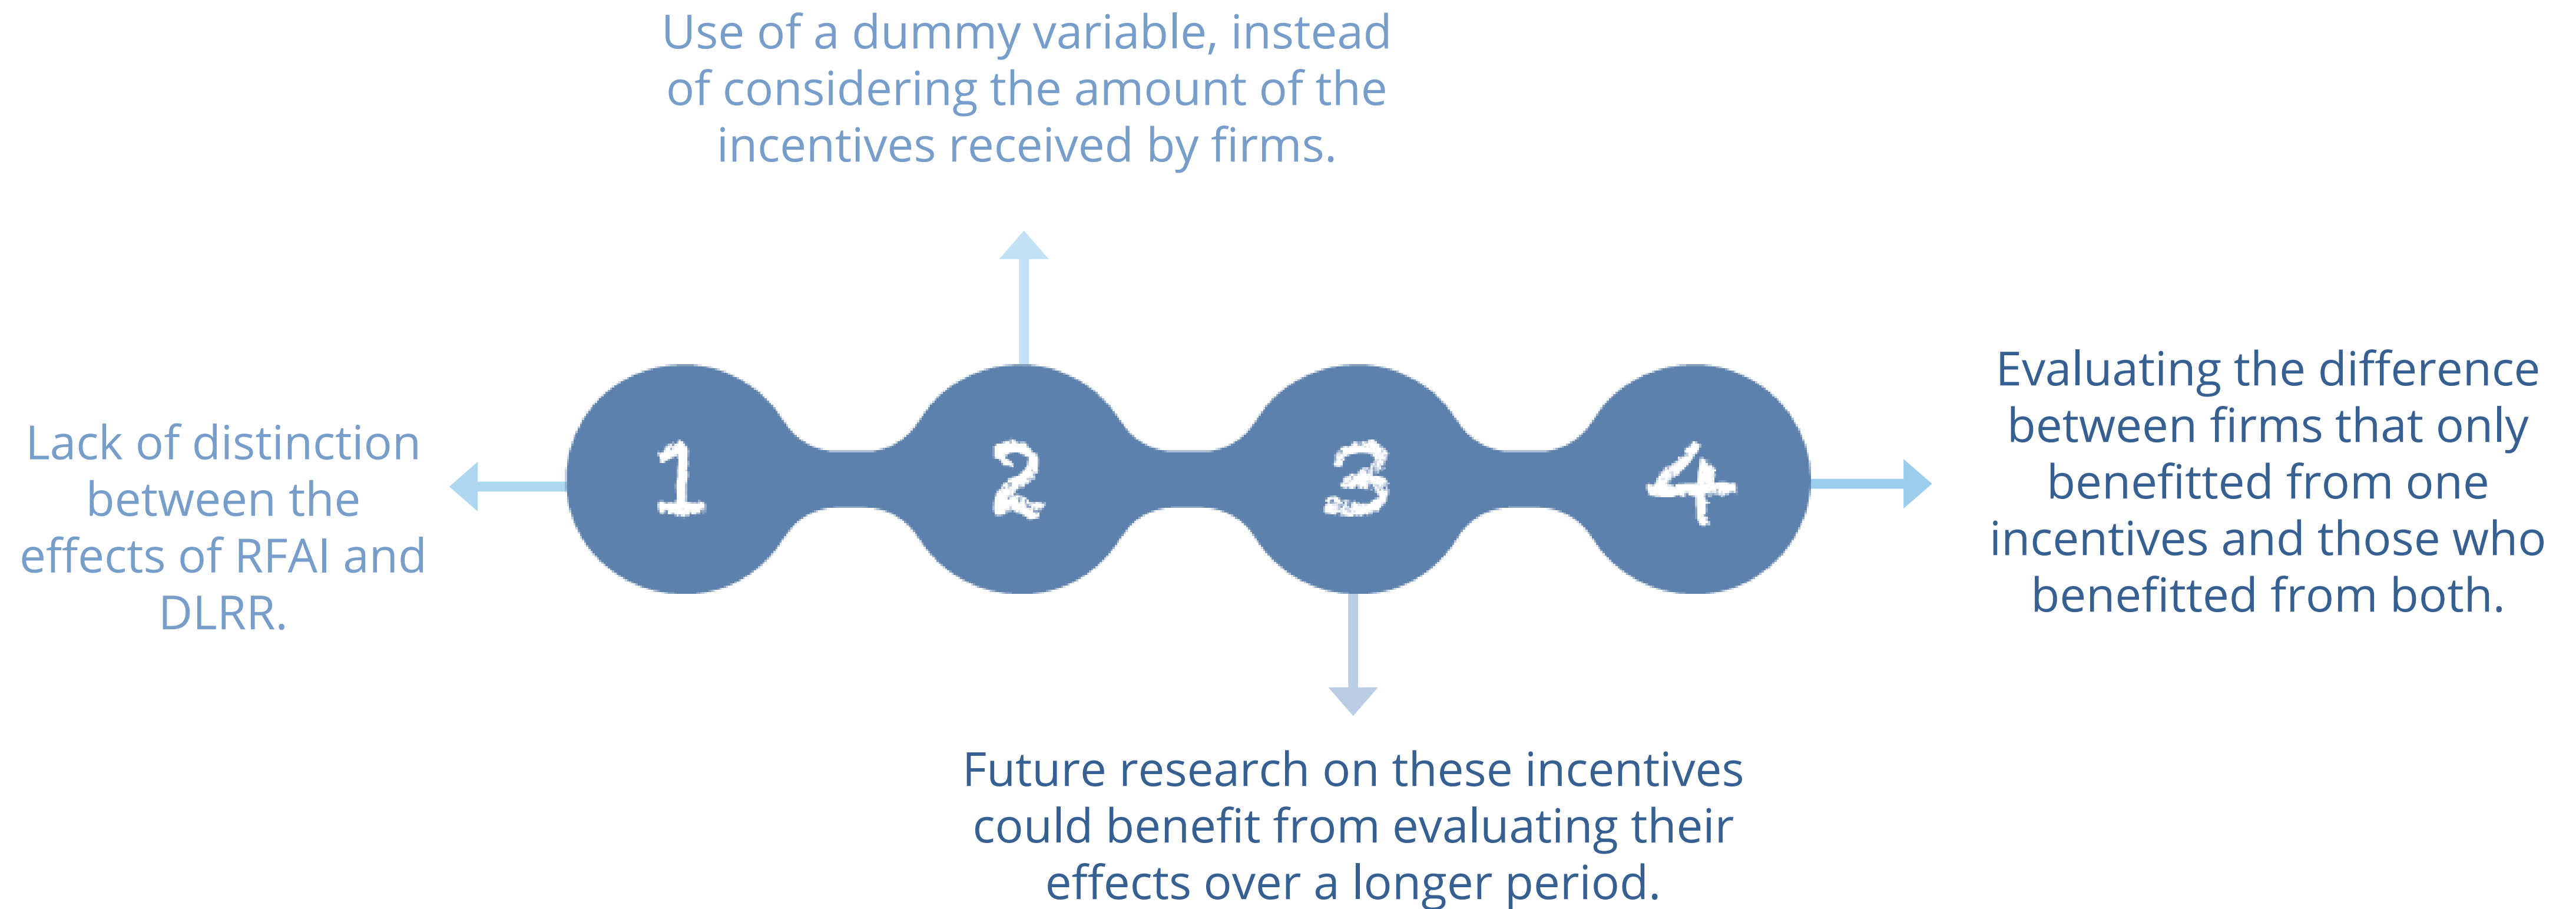 Use of a dummy variable, instead
of considering the amount of the
incentives received by firms.
Lack of distinction
between the
effects of RFAI and
DLRR.
1
2
3
4
Evaluating the difference
between firms that only
benefitted from one
incentives and those who
benefitted from both.
Future research on these incentives
could benefit from evaluating their
effects over a longer period.